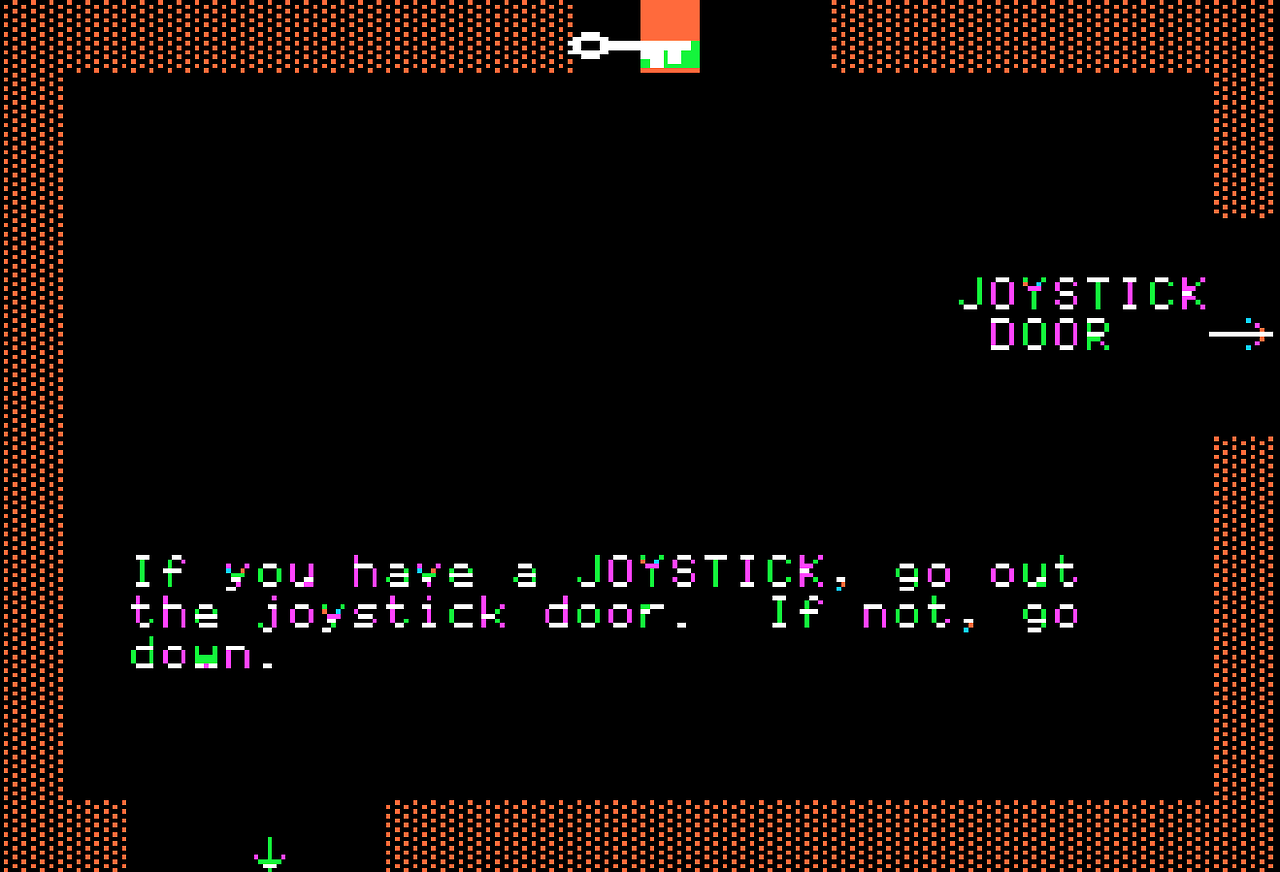 JOYSTICK
DOOR
If you have a JOYSTICK, go out
the joystick door.  If not, go
down.